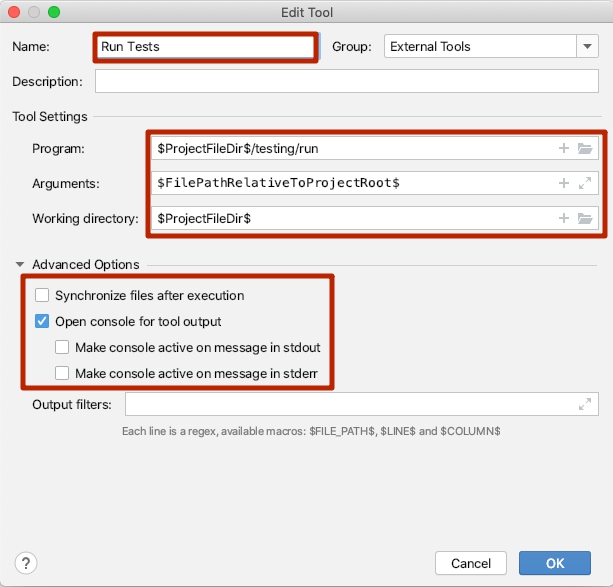 Edit Tool
Name: Run Tests Group: External Tools
Description:
Tool Settings
Program: $ProjectFileDir$/testing/run
Arguments: $FilePathRelativeToProjectRoot$
Working directory: $ProjectFileDir$
Advanced Options
Synchronize files after execution
Open console for tool output
Make console active on message in stdout
Make console active on message in stderr
Output filters:
Each line is a regex, available macros: $FILE_PATH$, $LINE$ and $COLUMN$
? Cancel OK